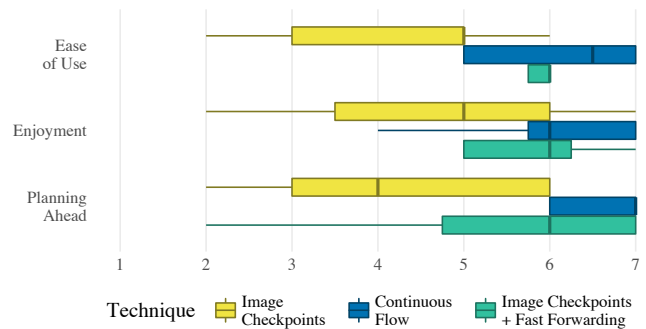 Ease
of Use
Enjoyment
Planning
Ahead
1 2 3 4 5 6 7
Technique
Image
Checkpoints
Continuous
Flow
Image Checkpoints
+ Fast Forwarding